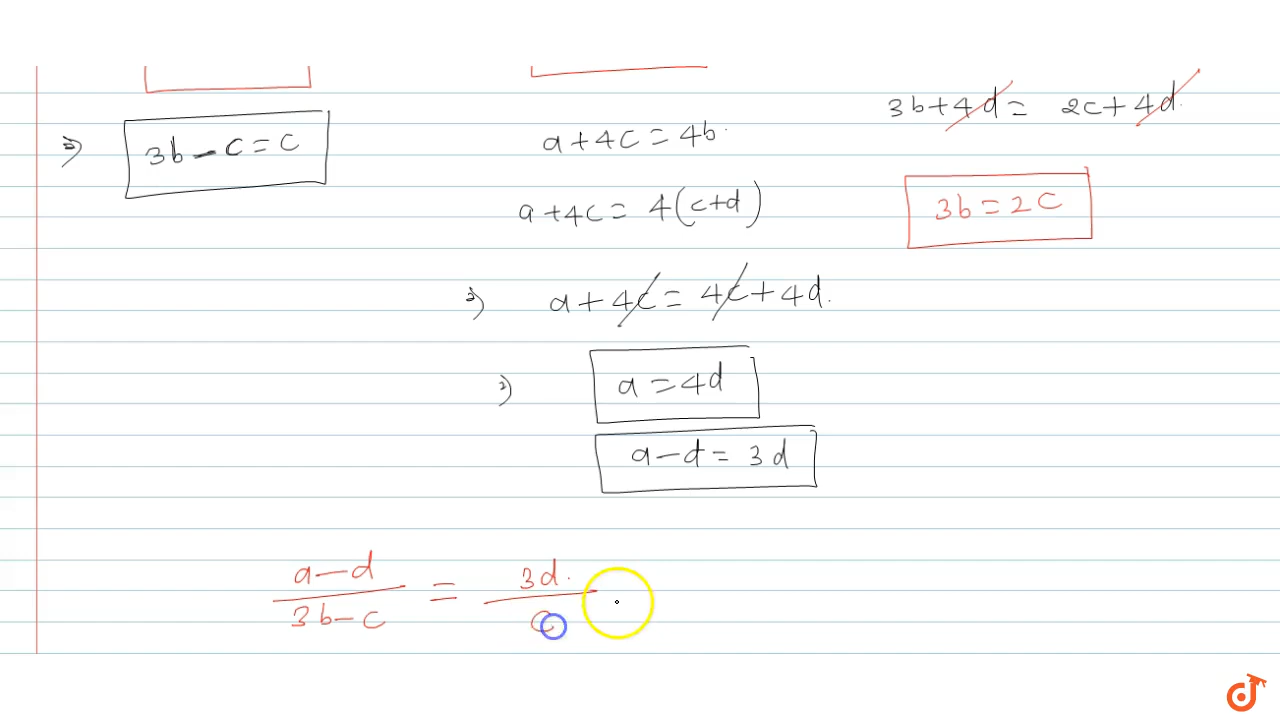 3b + 4d = 2c + 4d.
⇒) 3b - c = c
a + 4c = 4b.
a + 4c = 4(c+d)
3b = 2c
⇒) a + 4c = 4c + 4d.
⇒) a = 4d
a - d = 3d
a - d / 3b - c = 3d. / c